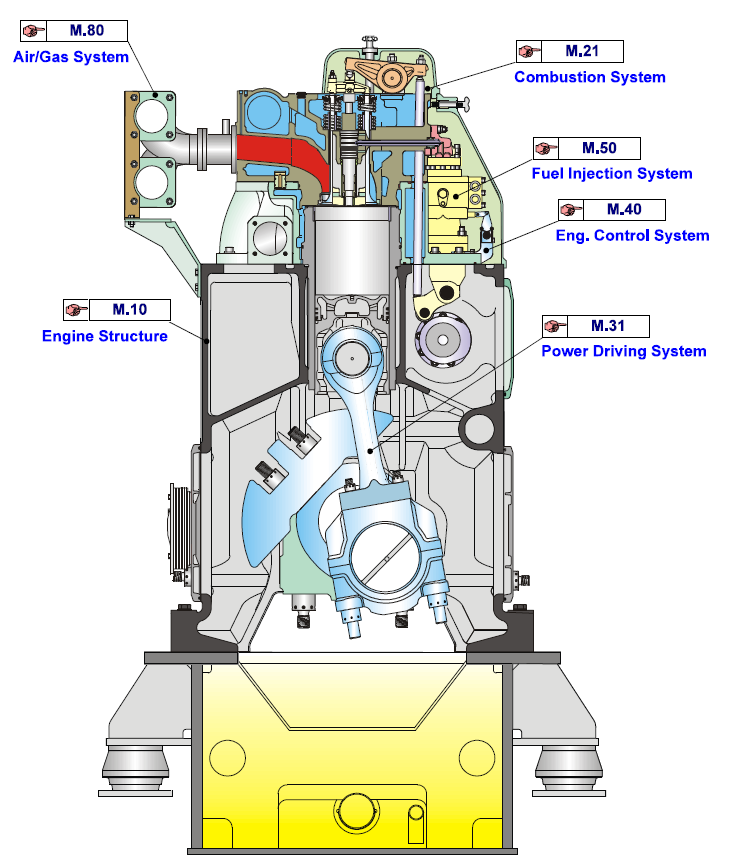 M.80
Air/Gas System
M.21
Combustion System
M.50
Fuel Injection System
M.40
Eng. Control System
M.10
Engine Structure
M.31
Power Driving System